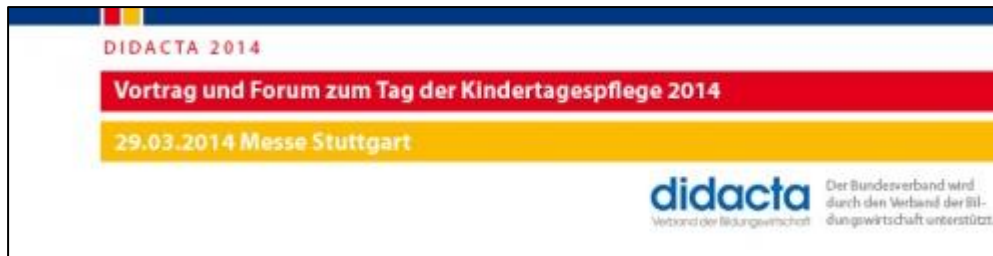 DIDACTA 2014
Vortrag und Forum zum Tag der Kindertagespflege 2014
29.03.2014 Messe Stuttgart
didacta
Verband der Bildungswirtschaft
Der Bundesverband wird
durch den Verband der Bil-
dungswirtschaft unterstützt